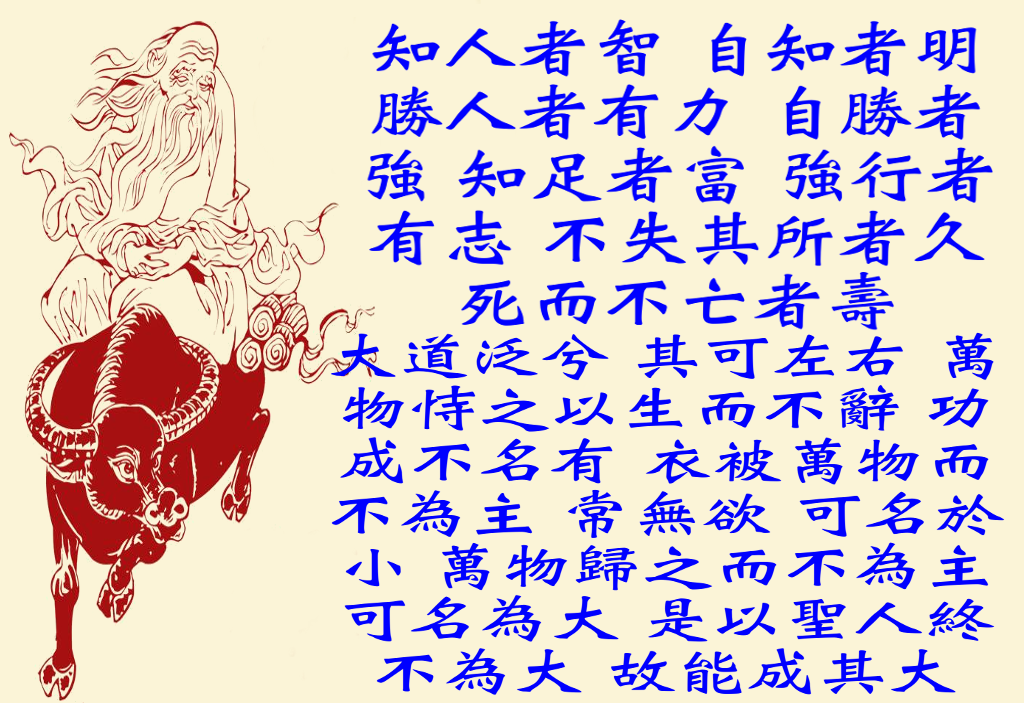 知人者智 自知者明
勝人者有力 自勝者
強 知足者富 強行者
有志 不失其所者久
死而不亡者壽
大道泛兮 其可左右 萬
物恃之以生而不辭 功
成不名有 衣被萬物而
不為主 常無欲 可名於
小 萬物歸之而不為主
可名為大 是以聖人終
不為大 故能成其大